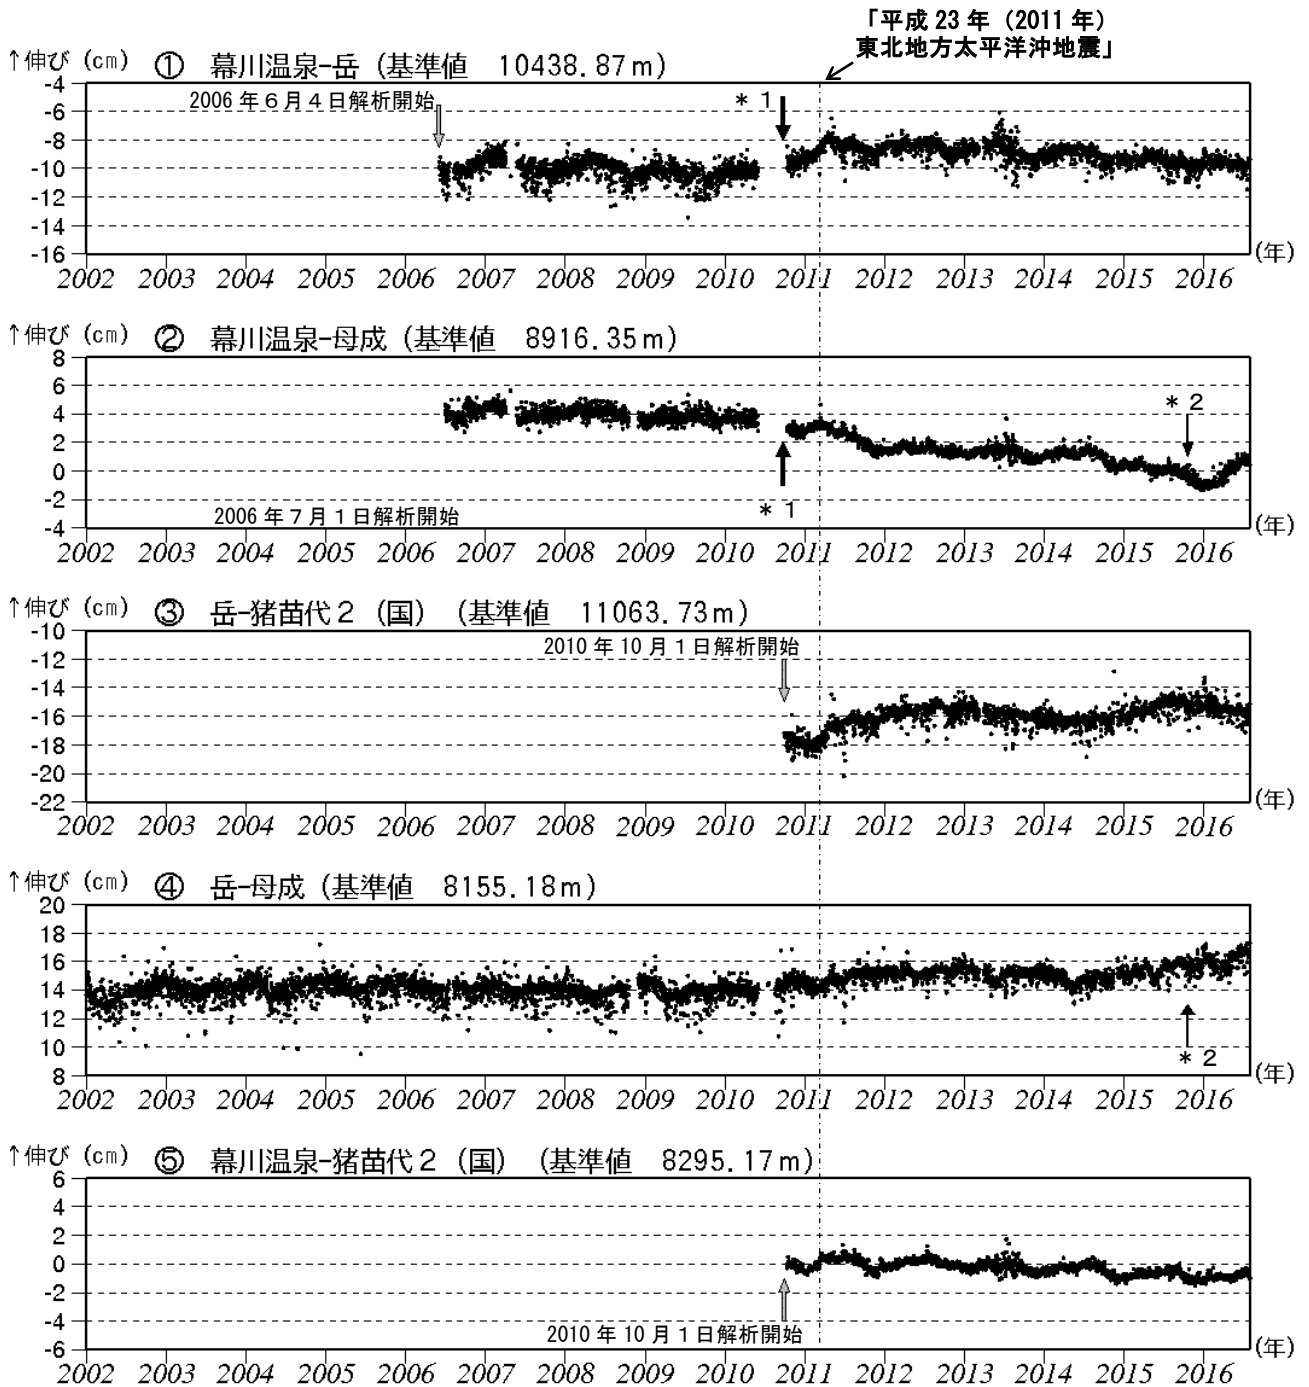 「平成 23 年（2011 年）
東北地方太平洋沖地震」
↑伸び (cm) ① 幕川温泉-岳 (基準値 10438.87m)
2006 年 6 月 4 日解析開始
＊ 1
-4
-6
-8
-10
-12
-14
-16
2002 2003 2004 2005 2006 2007 2008 2009 2010 2011 2012 2013 2014 2015 2016 (年)
↑伸び (cm) ② 幕川温泉-母成 (基準値 8916.35m)
8
6
4
2
0
-2
-4
＊ 2
＊ 1
2006 年 7 月 1 日解析開始
2002 2003 2004 2005 2006 2007 2008 2009 2010 2011 2012 2013 2014 2015 2016 (年)
↑伸び (cm) ③ 岳-猪苗代２ (国) (基準値 11063.73m)
2010 年 10 月 1 日解析開始
-10
-12
-14
-16
-18
-20
-22
2002 2003 2004 2005 2006 2007 2008 2009 2010 2011 2012 2013 2014 2015 2016 (年)
↑伸び (cm) ④ 岳-母成 (基準値 8155.18m)
20
18
16
14
12
10
8
＊ 2
2002 2003 2004 2005 2006 2007 2008 2009 2010 2011 2012 2013 2014 2015 2016 (年)
↑伸び (cm) ⑤ 幕川温泉-猪苗代２ (国) (基準値 8295.17m)
6
4
2
0
-2
-4
-6
2010 年 10 月 1 日解析開始
2002 2003 2004 2005 2006 2007 2008 2009 2010 2011 2012 2013 2014 2015 2016 (年)